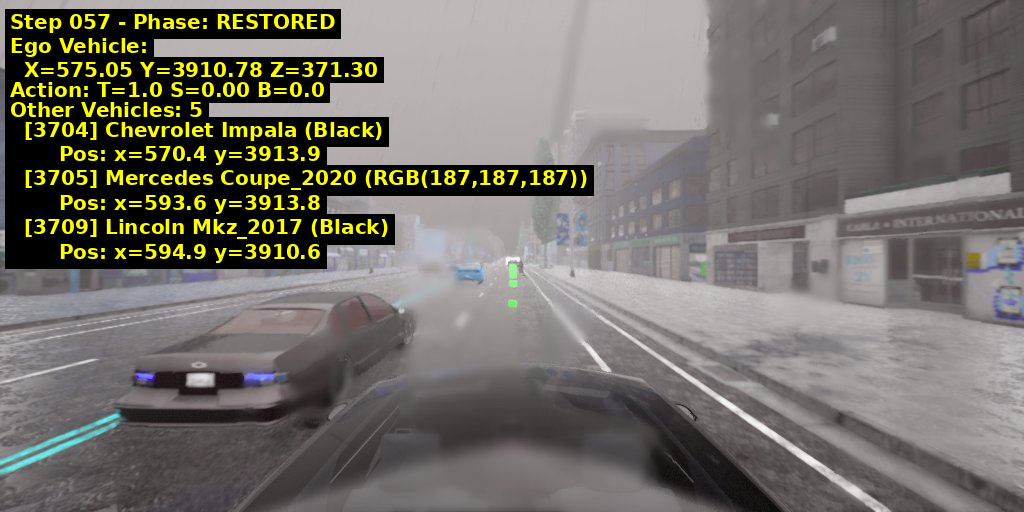 Step 057 - Phase: RESTORED
Ego Vehicle:
X=575.05 Y=3910.78 Z=371.30
Action: T=1.0 S=0.00 B=0.0
Other Vehicles: 5
[3704] Chevrolet Impala (Black)
Pos: x=570.4 y=3913.9
[3705] Mercedes Coupe_2020 (RGB(187,187,187))
Pos: x=593.6 y=3913.8
[3709] Lincoln Mkz_2017 (Black)
Pos: x=594.9 y=3910.6
CARLA ★ INTERNATIONAL